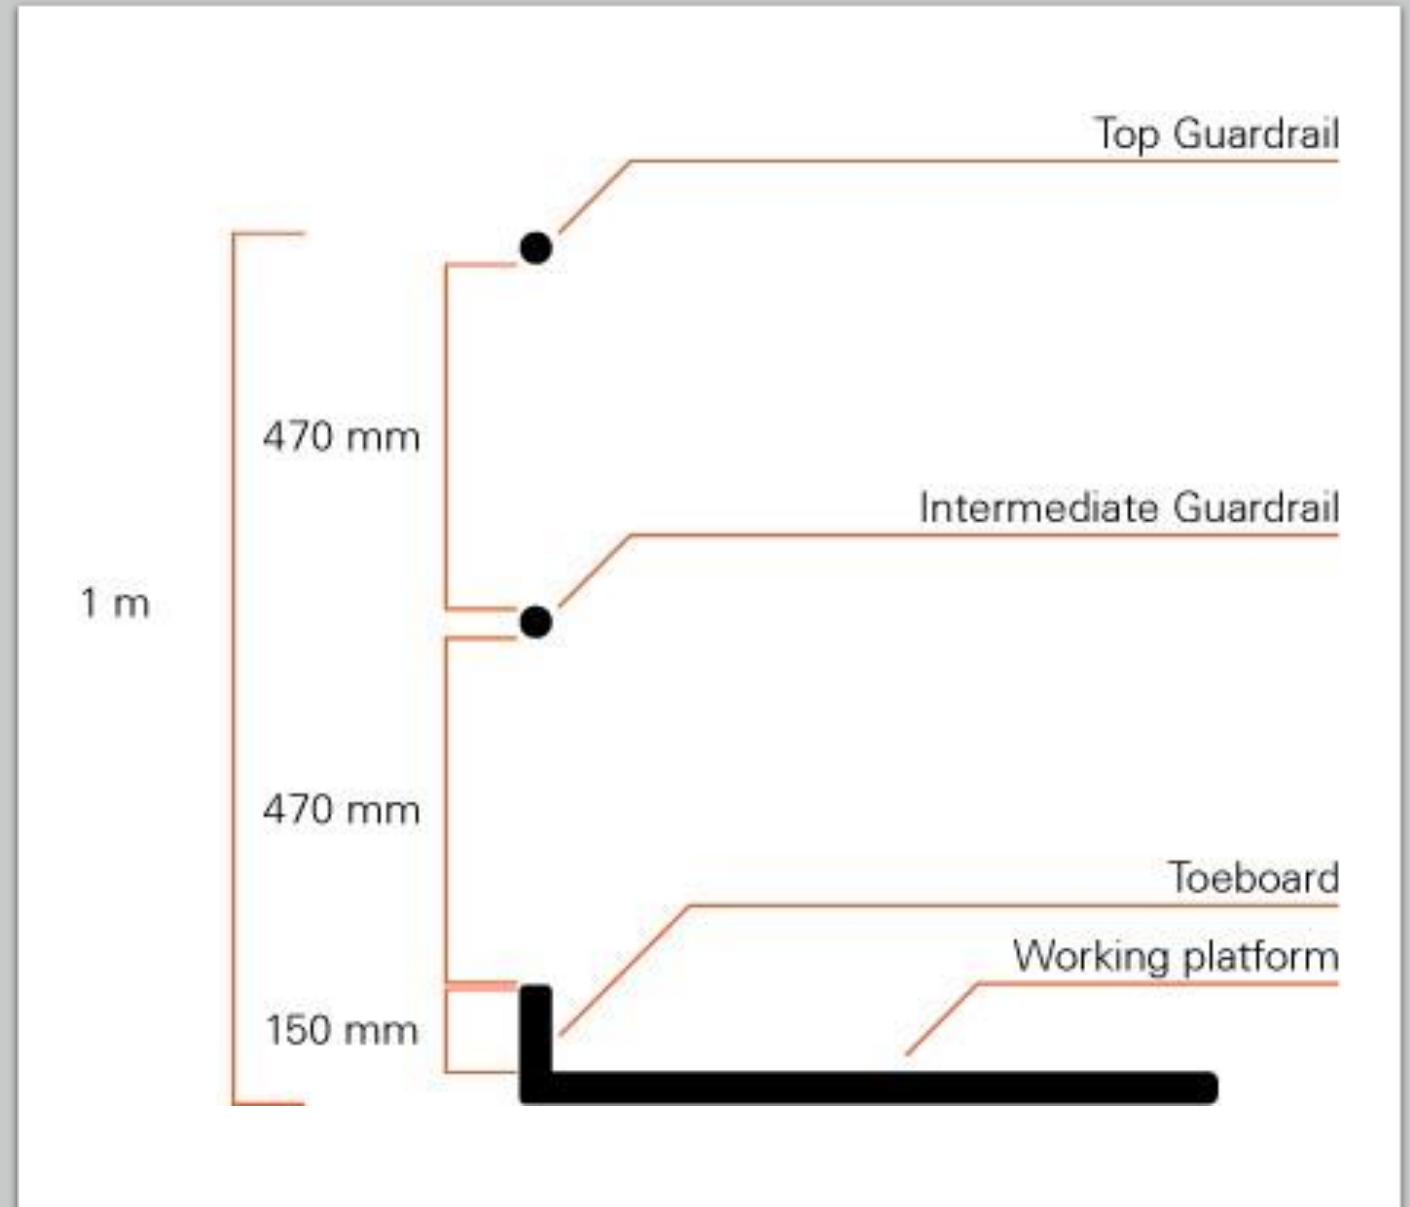 Top Guardrail
470 mm
Intermediate Guardrail
1 m
470 mm
Toeboard
Working platform
150 mm